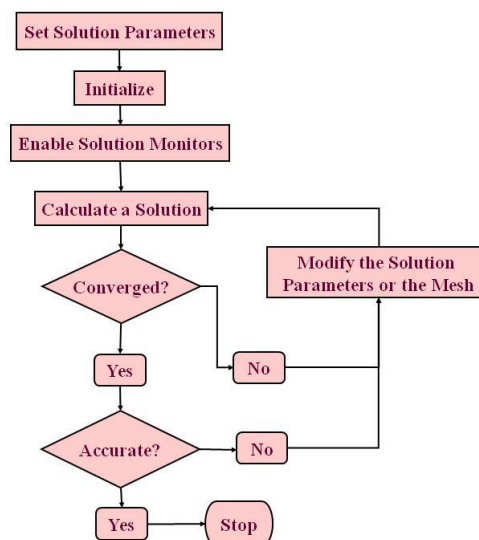 Set Solution Parameters
Initialize
Enable Solution Monitors
Calculate a Solution
Modify the Solution
Parameters or the Mesh
Converged?
No
Yes
Accurate?
No
Yes
Stop